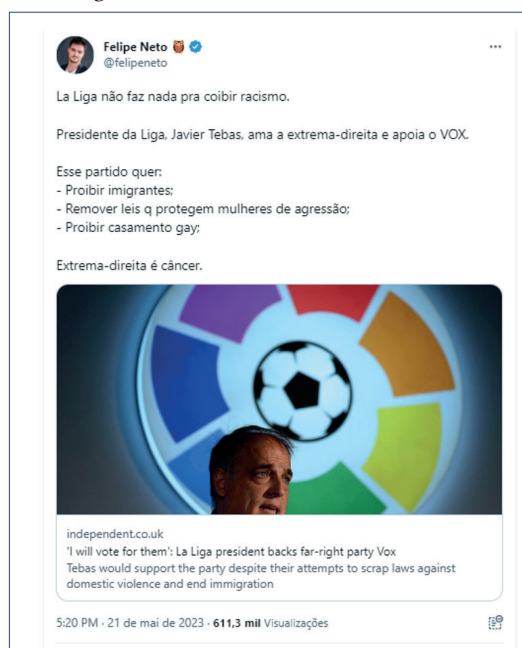 Felipe Neto
@felipeneto
La Liga não faz nada pra coibir racismo.
Presidente da Liga, Javier Tebas, ama a extrema-direita e apoia o VOX.
Esse partido quer:
- Proibir imigrantes;
- Remover leis q protegem mulheres de agressão;
- Proibir casamento gay;
Extrema-direita é câncer.
independent.co.uk
'I will vote for them': La Liga president backs far-right party Vox
Tebas would support the party despite their attempts to scrap laws against
domestic violence and end immigration
5:20 PM · 21 de mai de 2023 · 611,3 mil Visualizações